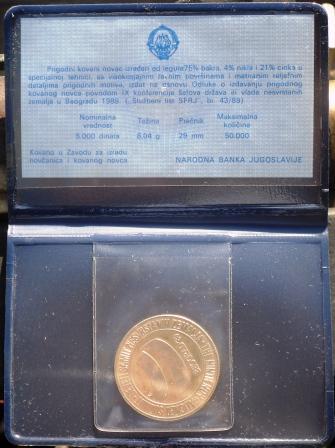 Prigodni kovani novac izrađen od legure 75% bakra, 4% nikla i 21% cinka u
specijalnoj tehnici, sa visokosjajnim ravnim površinama i matiranim reljefnim
detaljima prigodnih motiva, izdat na osnovu Odluke o izdavanju prigodnog
kovanog novca povodom IX konferencije šefova država ili vlada nesvrstanih
zemalja u Beogradu 1989. („Službeni list SFRJ”, br. 43/89)
Nominalna vrednost Težina Prečnik Maksimalna količina
5.000 dinara 8,04 g 29 mm 50.000
Kovano u Zavodu za izradu
novčanica i kovanog novca NARODNA BANKA JUGOSLAVIJE